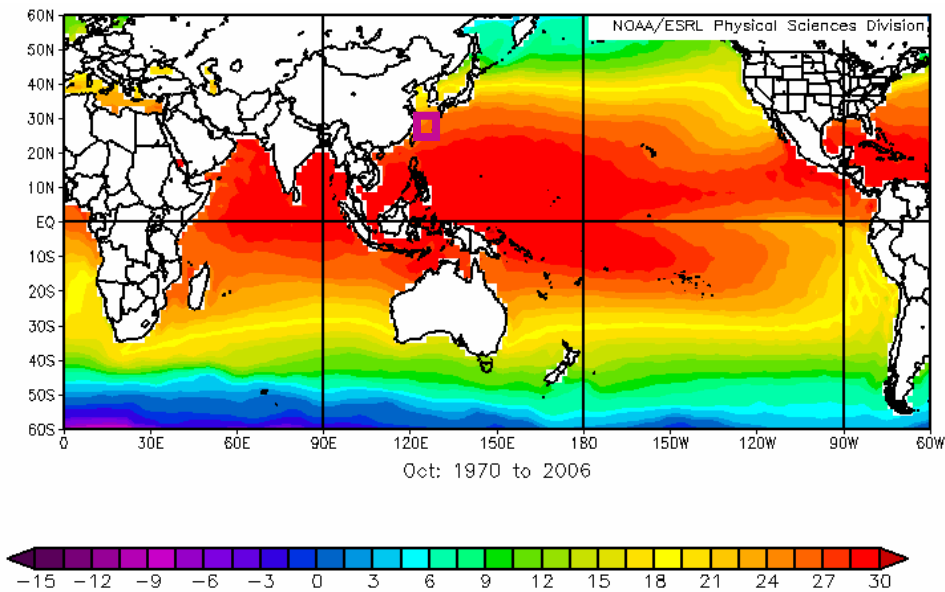 NOAA/ESRL Physical Sciences Division
60N
50N
40N
30N
20N
10N
EQ
10S
20S
30S
40S
50S
60S
0 30E 60E 90E 120E 150E 180 150W 120W 90W 60W
Oct: 1970 to 2006
−15 −12 −9 −6 −3 0 3 6 9 12 15 18 21 24 27 30